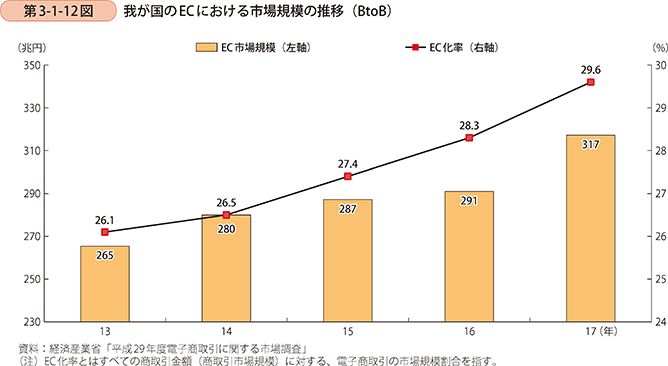 第3-1-12図 我が国のECにおける市場規模の推移（BtoB）
（兆円） EC市場規模（左軸） EC化率（右軸） （%）
350 30
330 29
310 28
290 27
270 26
250 25
230 24
26.1 26.5 27.4 28.3 29.6
265 280 287 291 317
13 14 15 16 17（年）
資料：経済産業省「平成29年度電子商取引に関する市場調査」
（注） EC化率とはすべての商取引金額（商取引市場規模）に対する、電子商取引の市場規模割合を指す。